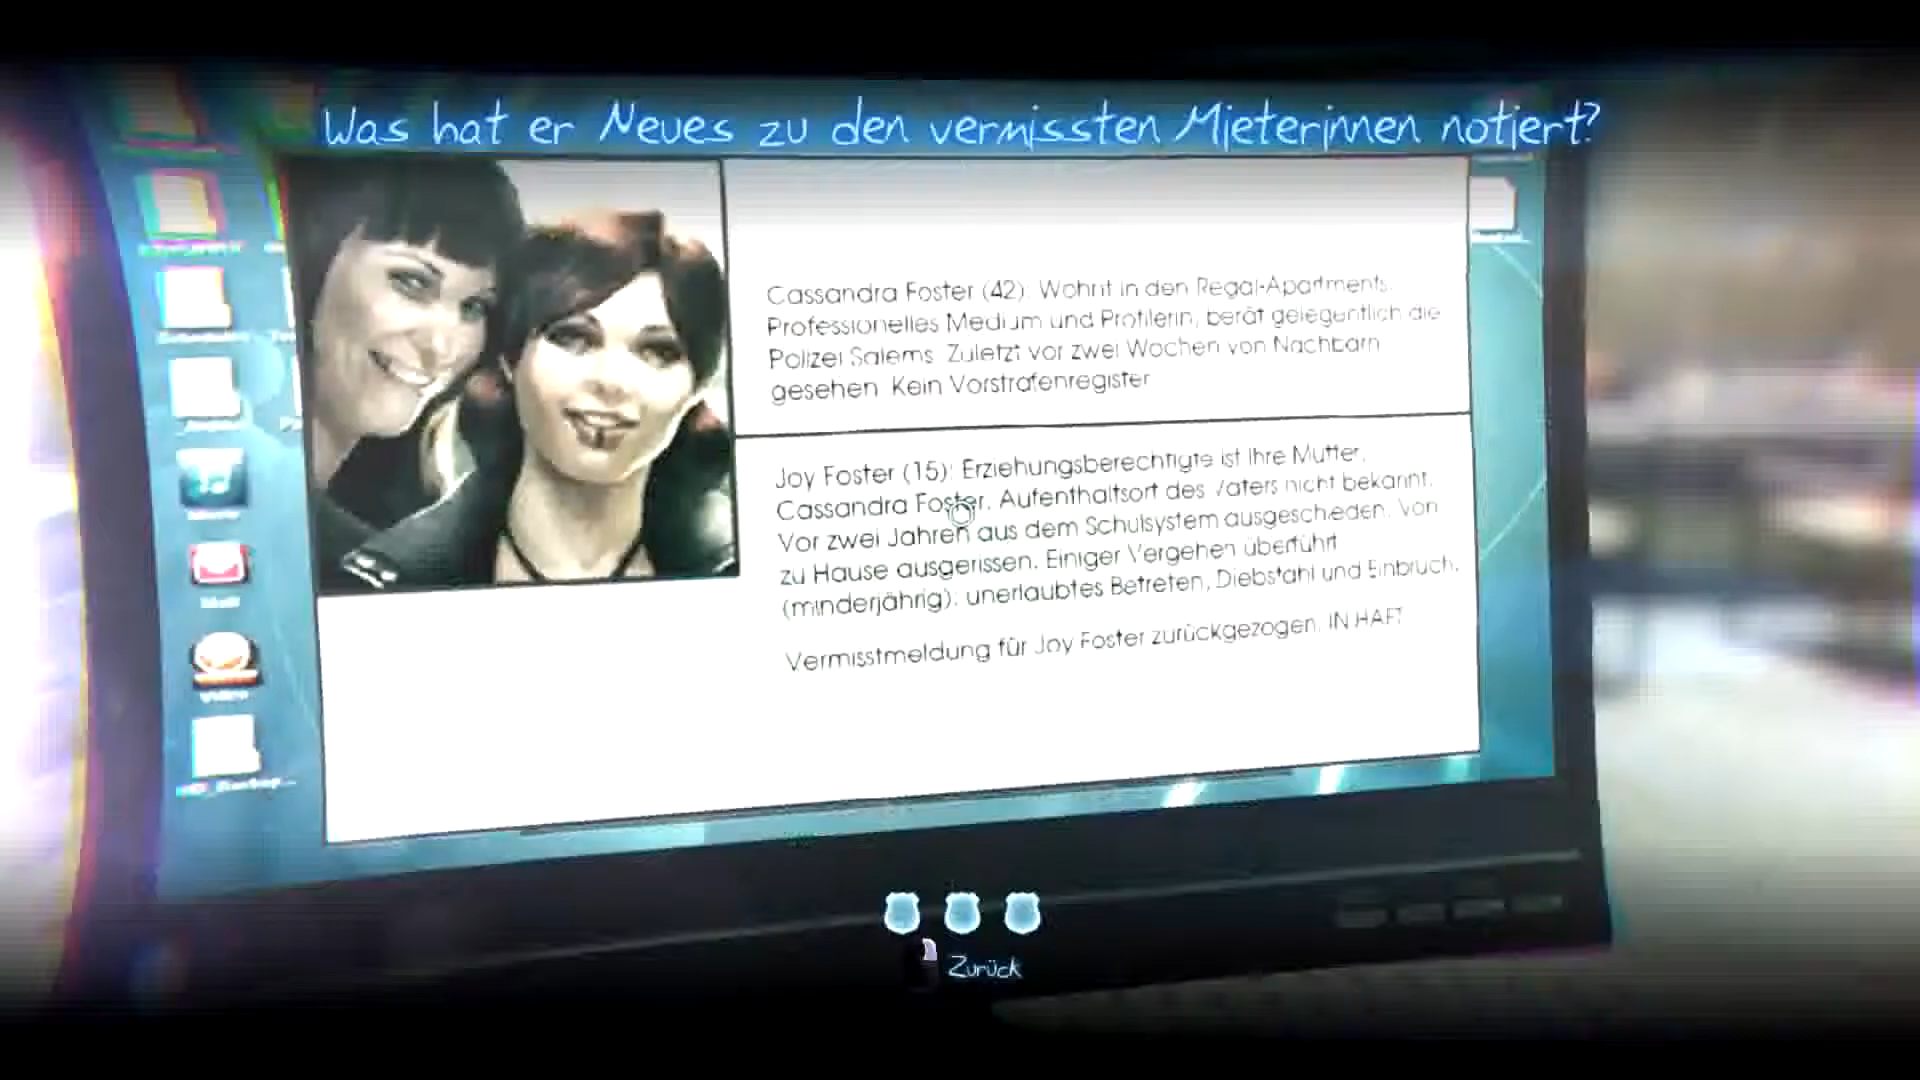 Was hat er Neues zu den vermissten Mieterinnen notiert?
Cassandra Foster (42): Wohnt in den Regal-Apartments.
Professionelles Medium und Profilerin, berät gelegentlich die
Polizei Salems. Zuletzt vor zwei Wochen von Nachbarn
gesehen. Kein Vorstrafenregister.
Joy Foster (15): Erziehungsberechtigte ist Ihre Mutter,
Cassandra Foster. Aufenthaltsort des Vaters nicht bekannt.
Vor zwei Jahren aus dem Schulsystem ausgeschieden. Von
zu Hause ausgerissen. Einiger Vergehen überführt
(minderjährig): unerlaubtes Betreten, Diebstahl und Einbruch.
Vermisstmeldung für Joy Foster zurückgezogen. IN HAFT
Zurück